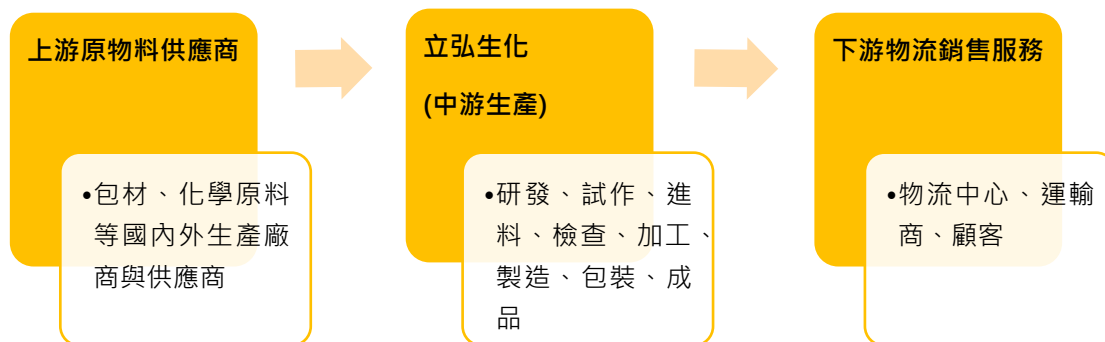 上游原物料供應商
•包材、化學原料
等國內外生產廠
商與供應商
立弘生化
(中游生產)
•研發、試作、進
料、檢查、加工、
製造、包裝、成
品
下游物流銷售服務
•物流中心、運輸
商、顧客